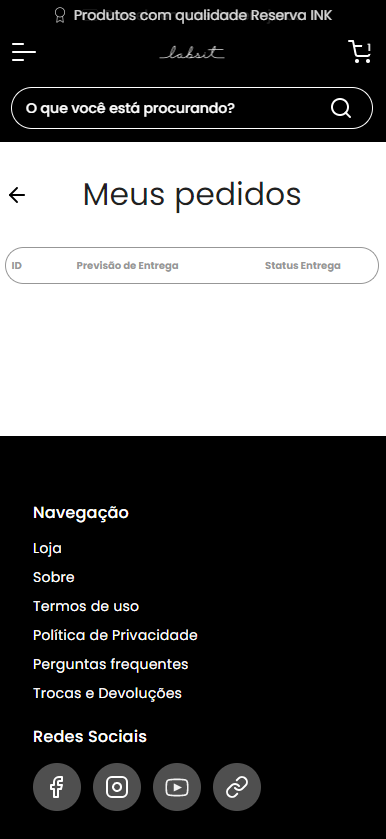 Produtos com qualidade Reserva INK
labsit
1
O que você está procurando?
Meus pedidos
ID Previsão de Entrega Status Entrega
Navegação
Loja
Sobre
Termos de uso
Política de Privacidade
Perguntas frequentes
Trocas e Devoluções
Redes Sociais